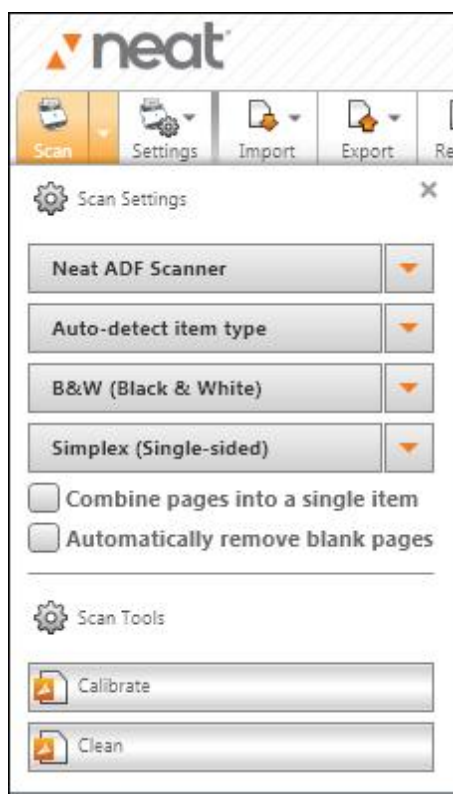 neat
Scan Settings Import Export Re
Scan Settings
Neat ADF Scanner
Auto-detect item type
B&W (Black & White)
Simplex (Single-sided)
Combine pages into a single item
Automatically remove blank pages
Scan Tools
Calibrate
Clean